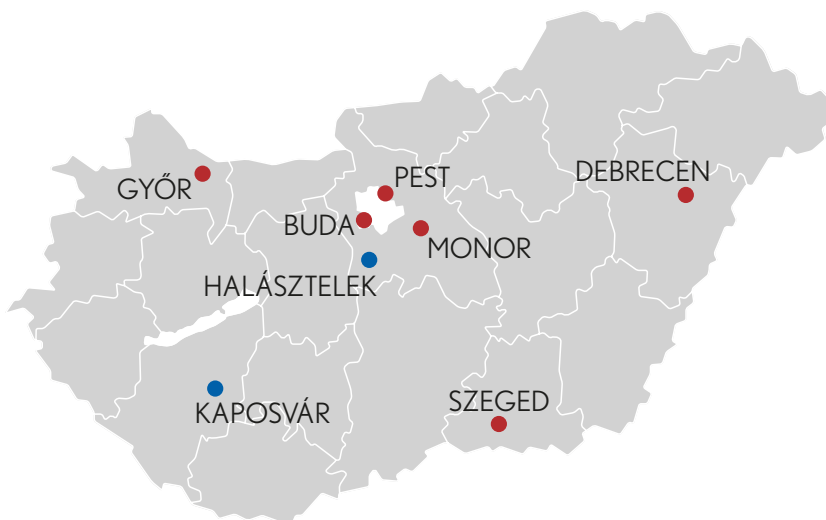 PEST
DEBRECEN
GYŐR
BUDA
MONOR
HALÁSZTELEK
SZEGED
KAPOSVÁR